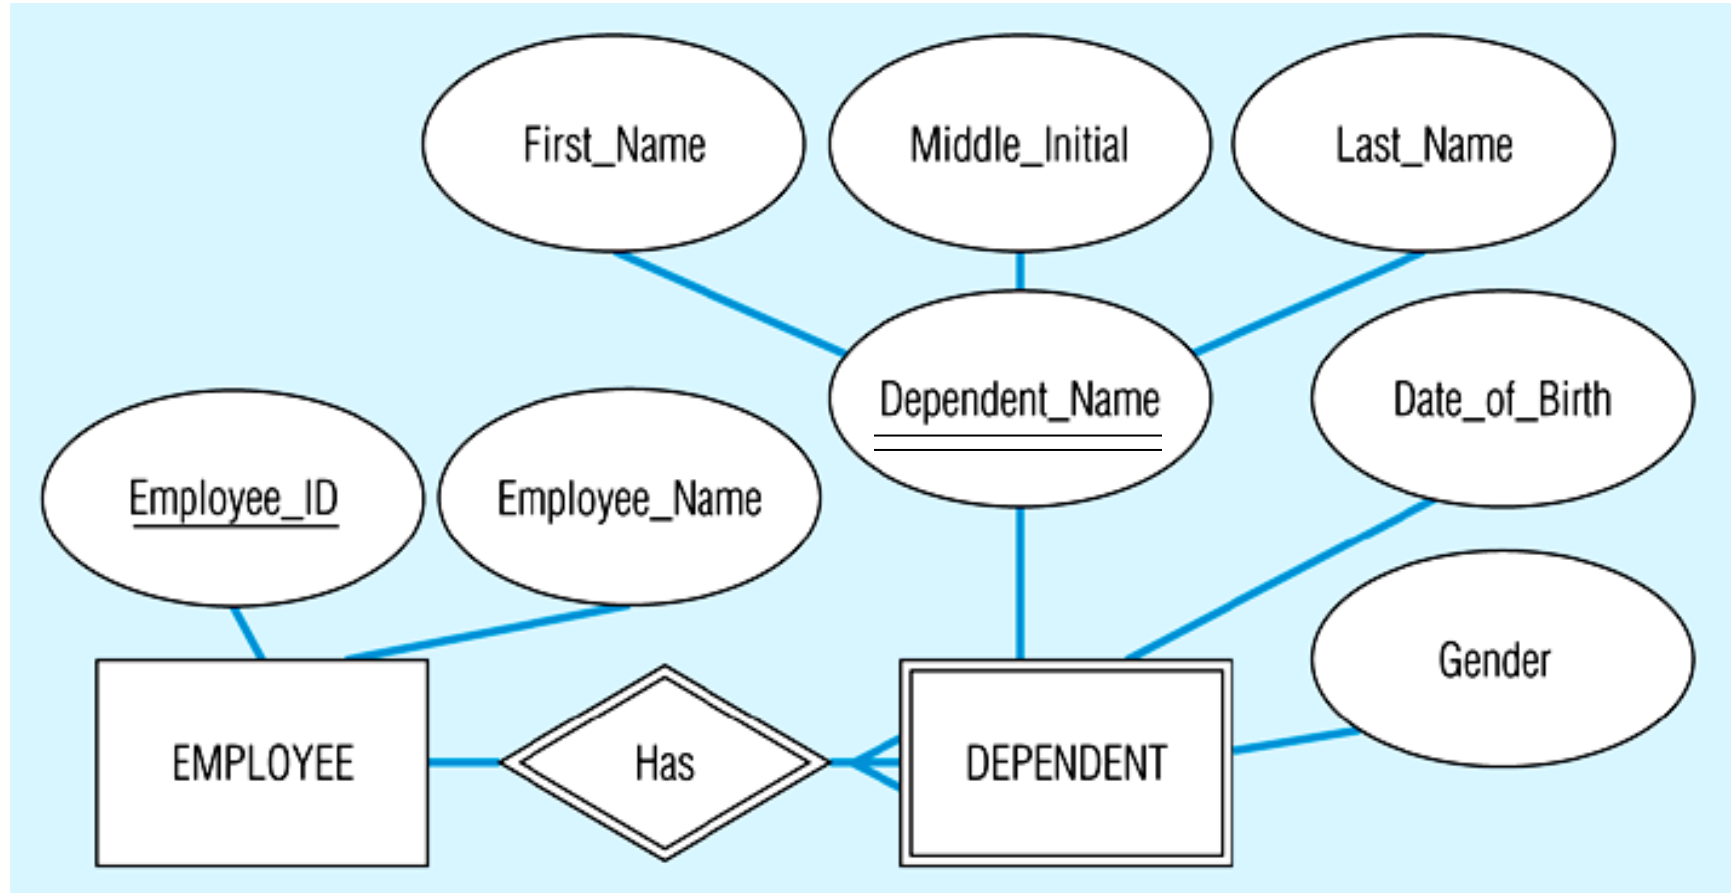 First_Name
Middle_Initial
Last_Name
Dependent_Name
Date_of_Birth
Employee_ID
Employee_Name
Gender
EMPLOYEE
Has
DEPENDENT